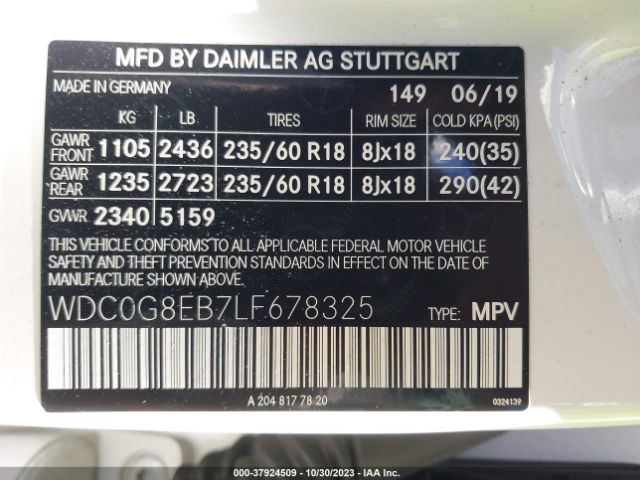 MFD BY DAIMLER AG STUTTGART
MADE IN GERMANY 149 06/19
KG LB TIRES RIM SIZE COLD KPA(PSI)
GAWR FRONT 1105 2436 235/60 R18 8Jx18 240(35)
GAWR REAR 1235 2723 235/60 R18 8Jx18 290(42)
GVWR 2340 5159
THIS VEHICLE CONFORMS TO ALL APPLICABLE FEDERAL MOTOR VEHICLE
SAFETY AND THEFT PREVENTION STANDARDS IN EFFECT ON THE DATE OF
MANUFACTURE SHOWN ABOVE.
WDC0G8EB7LF678325 TYPE: MPV
A 204 817 78 20 0324139
000-37924509 - 10/30/2023 - IAA Inc.